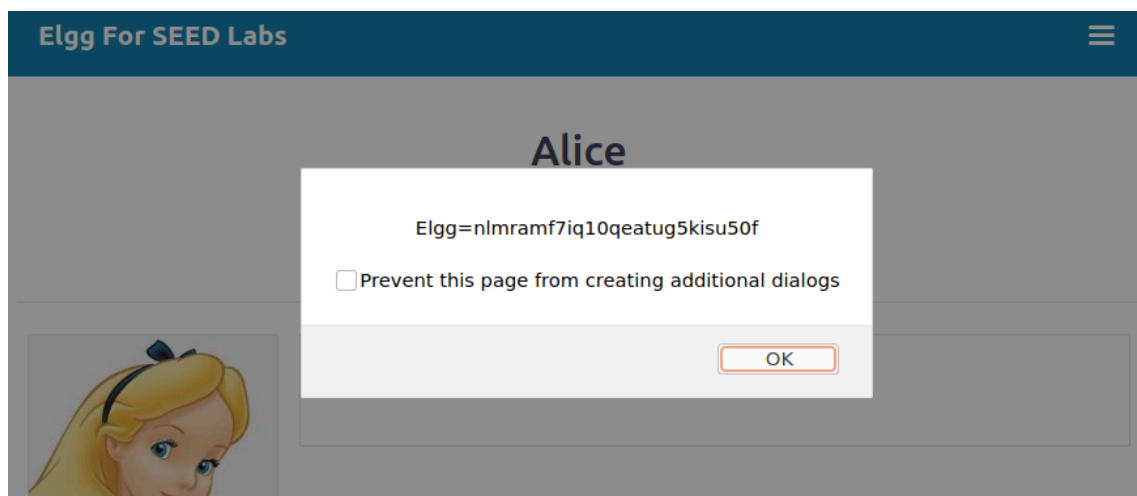 Elgg For SEED Labs
Alice
Elgg=nlmramf7iq10qeatug5kisu50f
Prevent this page from creating additional dialogs
OK